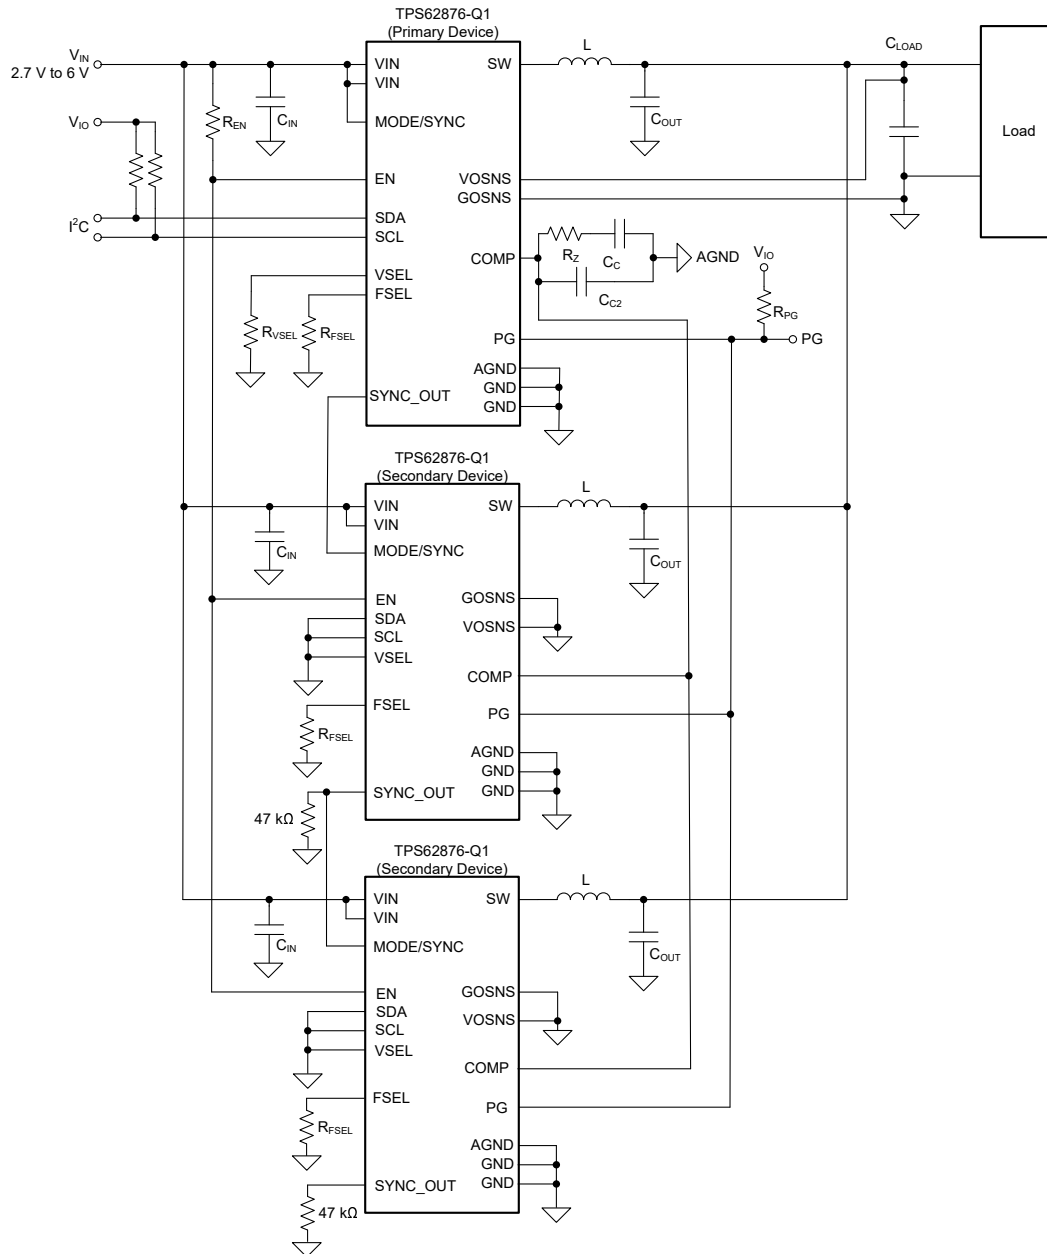 TPS62876-Q1
(Primary Device)
VIN
2.7 V to 6 V
VIO
I2C
REN
CIN
VIN
VIN
MODE/SYNC
EN
SDA
SCL
VSEL
FSEL
SYNC_OUT
RVSEL
RFSEL
SW
VOSNS
GOSNS
COMP
PG
AGND
GND
GND
L
COUT
CLOAD
Load
RZ
CC
CC2
AGND
VIO
RPG
PG
TPS62876-Q1
(Secondary Device)
CIN
VIN
VIN
MODE/SYNC
EN
SDA
SCL
VSEL
FSEL
SYNC_OUT
RFSEL
47 kΩ
SW
GOSNS
VOSNS
COMP
PG
AGND
GND
GND
L
COUT
TPS62876-Q1
(Secondary Device)
CIN
VIN
VIN
MODE/SYNC
EN
SDA
SCL
VSEL
FSEL
SYNC_OUT
RFSEL
47 kΩ
SW
GOSNS
VOSNS
COMP
PG
AGND
GND
GND
L
COUT